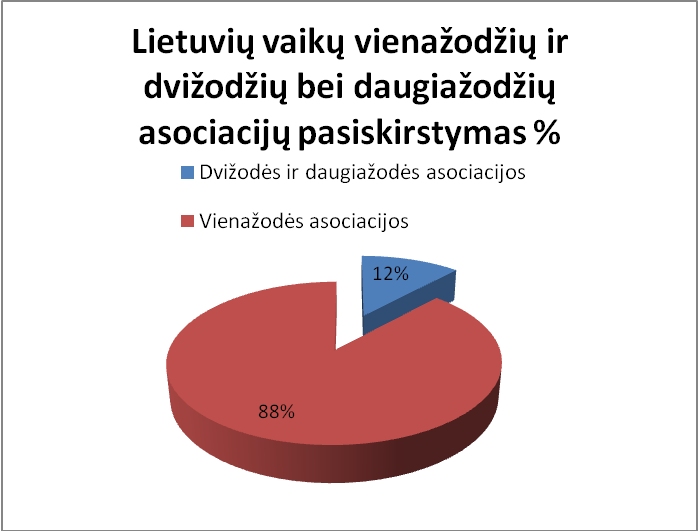 Lietuvių vaikų vienažodžių ir
dvižodžių bei daugiažodžių
asociacijų pasiskirstymas %
Dvižodės ir daugiažodės asociacijos
Vienažodės asociacijos
12%
88%